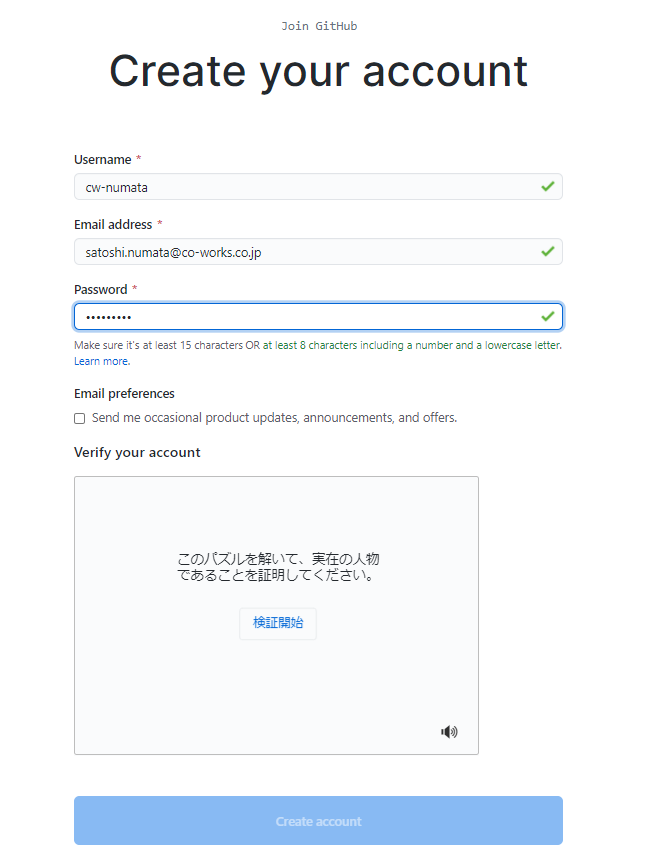 Join GitHub
Create your account
Username *
cw-numata
Email address *
satoshi.numata@co-works.co.jp
Password *
•••••••••
Make sure it's at least 15 characters OR at least 8 characters including a number and a lowercase letter.
Learn more.
Email preferences
Send me occasional product updates, announcements, and offers.
Verify your account
このパズルを解いて、実在の人物
であることを証明してください。
検証開始
Create account